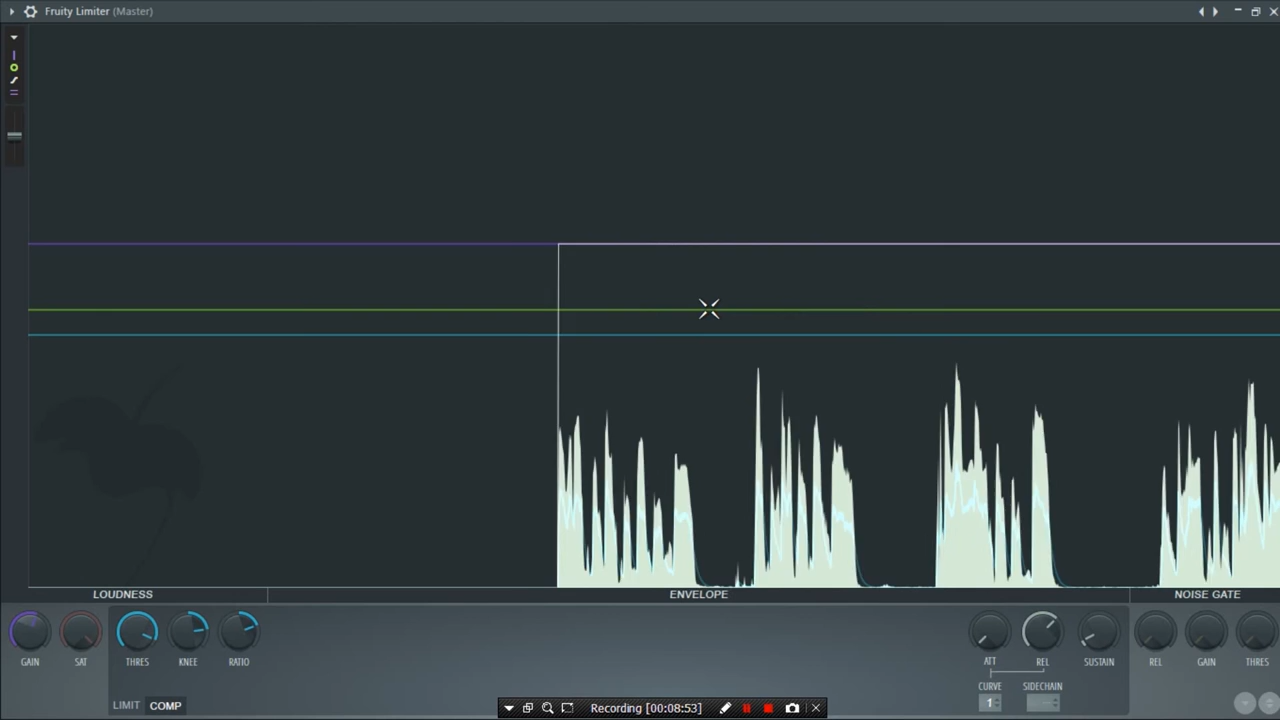 Fruity Limiter (Master)
LOUDNESS
ENVELOPE
NOISE GATE
GAIN
SAT
THRES
KNEE
RATIO
ATT
REL
SUSTAIN
REL
GAIN
THRES
CURVE
SIDECHAIN
1
LIMIT
COMP
Recording [00:08:53]